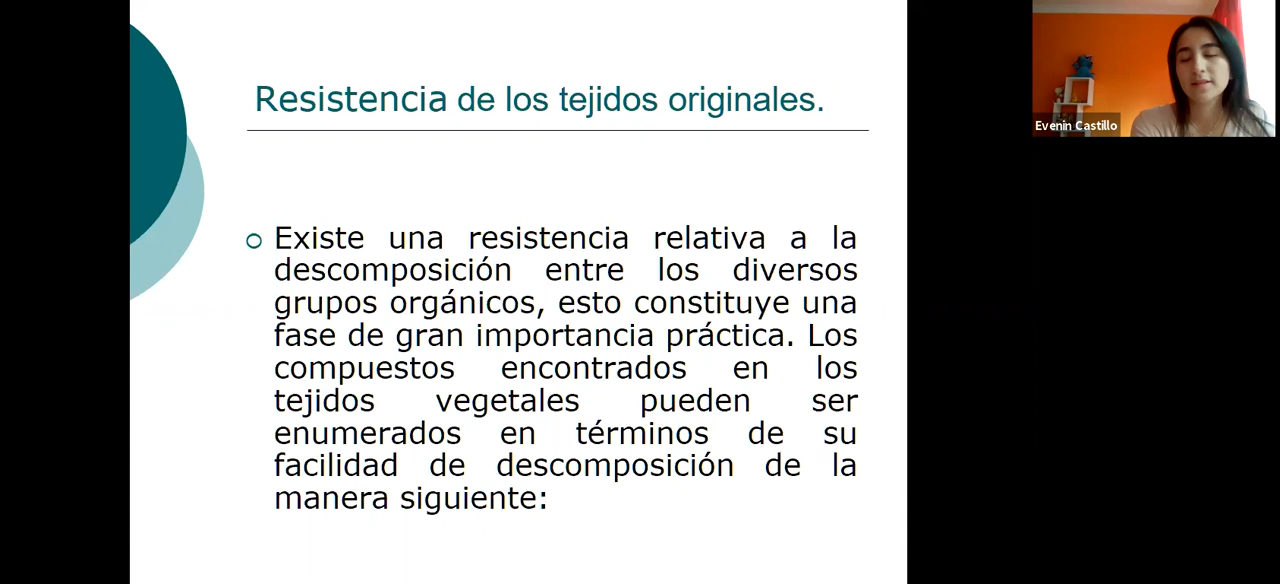 Resistencia de los tejidos originales.
Existe una resistencia relativa a la
descomposición entre los diversos
grupos orgánicos, esto constituye una
fase de gran importancia práctica. Los
compuestos encontrados en los
tejidos vegetales pueden ser
enumerados en términos de su
facilidad de descomposición de la
manera siguiente:
Evenin Castillo